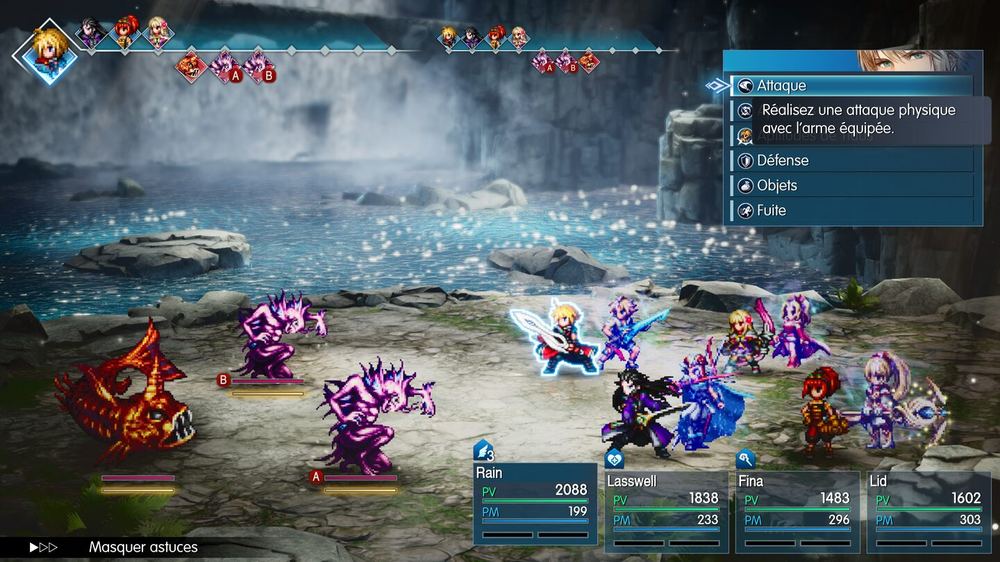 A
B
A
B
Attaque
Réalisez une attaque physique
avec l'arme équipée.
Défense
Objets
Fuite
B
A
3
Rain
PV 2088
PM 199
Lasswell
PV 1838
PM 233
Fina
PV 1483
PM 296
Lid
PV 1602
PM 303
Masquer astuces